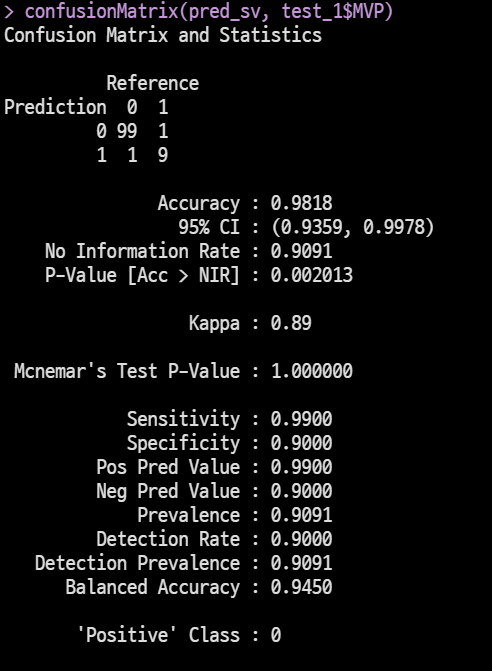 > confusionMatrix(pred_sv, test_1$MVP)
Confusion Matrix and Statistics
Reference
Prediction 0 1
0 99 1
1 1 9
Accuracy : 0.9818
95% CI : (0.9359, 0.9978)
No Information Rate : 0.9091
P-Value [Acc > NIR] : 0.002013
Kappa : 0.89
Mcnemar's Test P-Value : 1.000000
Sensitivity : 0.9900
Specificity : 0.9000
Pos Pred Value : 0.9900
Neg Pred Value : 0.9000
Prevalence : 0.9091
Detection Rate : 0.9000
Detection Prevalence : 0.9091
Balanced Accuracy : 0.9450
'Positive' Class : 0